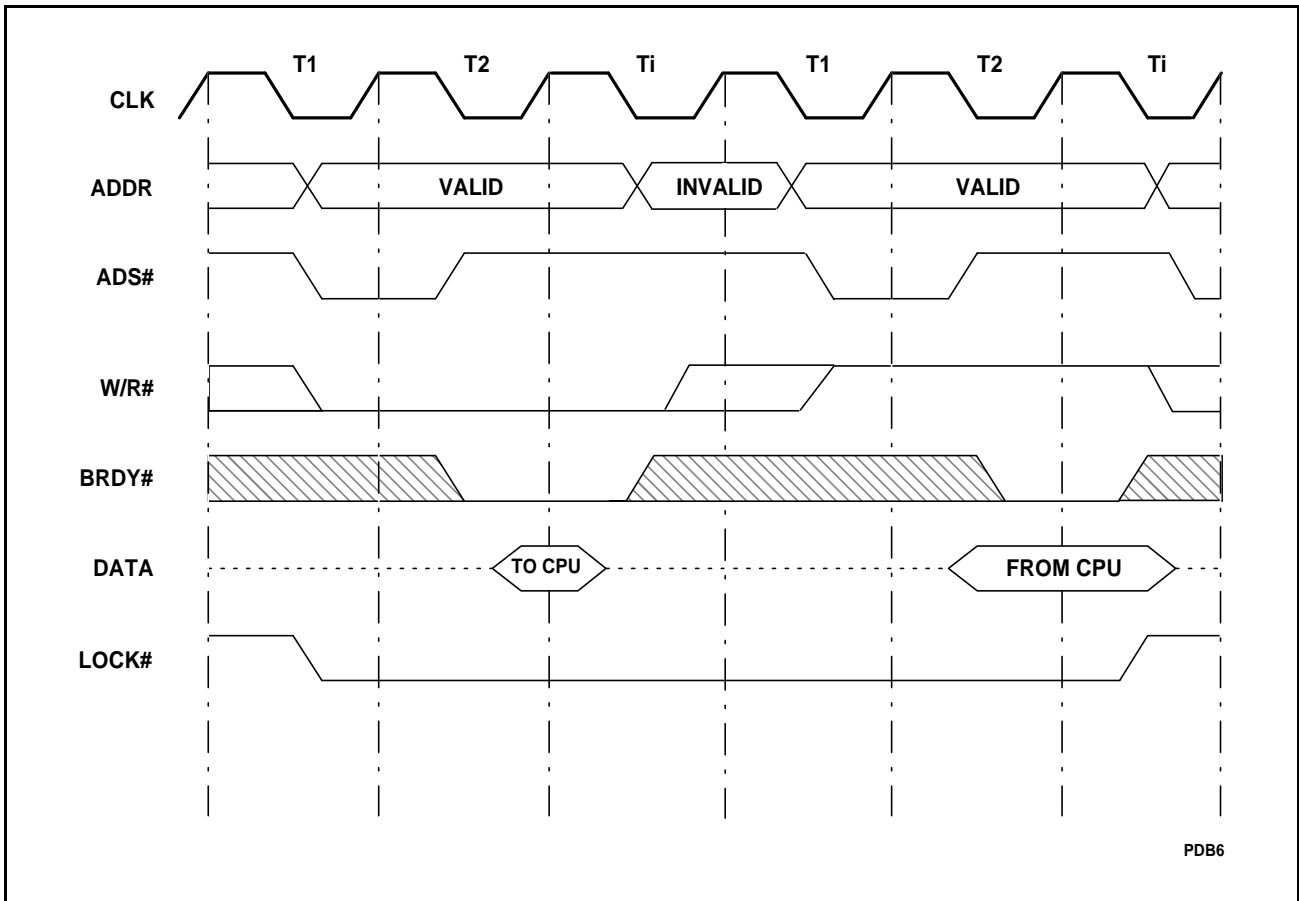 T1 T2 Ti T1 T2 Ti
CLK
ADDR VALID INVALID VALID
ADS#
W/R#
BRDY#
DATA TO CPU FROM CPU
LOCK#
PDB6